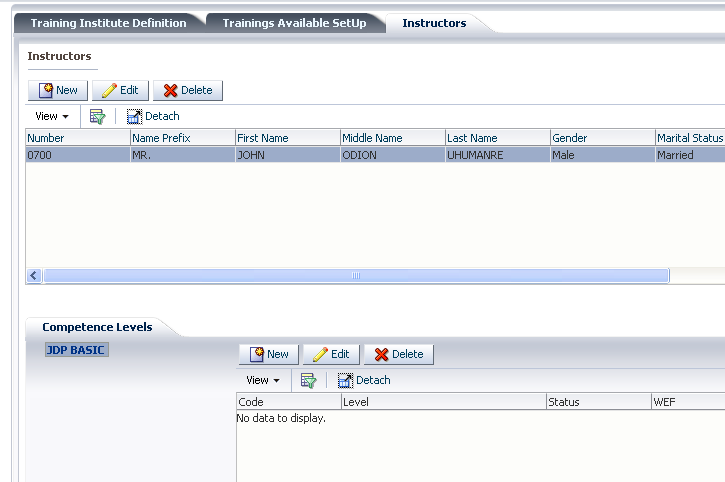 Training Institute Definition Trainings Available SetUp Instructors
Instructors
New Edit Delete
View Detach
Number Name Prefix First Name Middle Name Last Name Gender Marital Status
0700 MR. JOHN ODION UHUMANRE Male Married
Competence Levels
JDP BASIC
New Edit Delete
View Detach
Code Level Status WEF
No data to display.